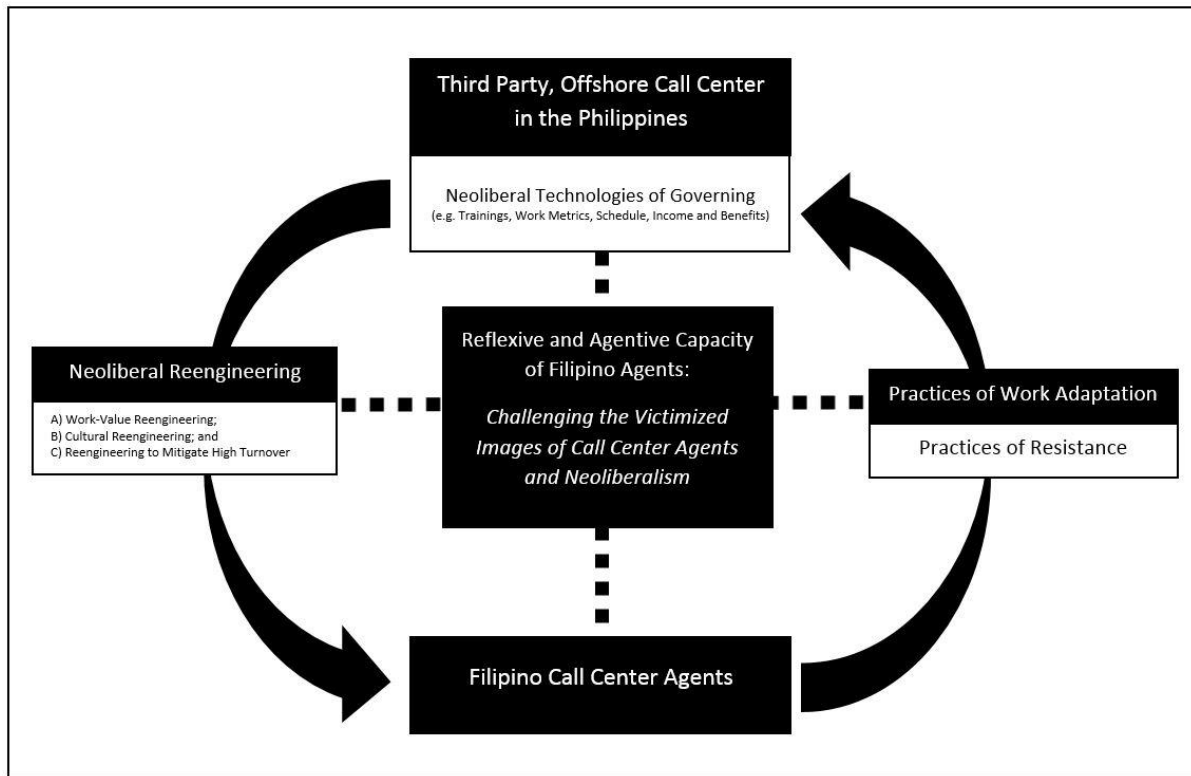 Third Party, Offshore Call Center
in the Philippines
Neoliberal Technologies of Governing
(e.g. Trainings, Work Metrics, Schedule, Income and Benefits)
Neoliberal Reengineering
A) Work-Value Reengineering;
B) Cultural Reengineering; and
C) Reengineering to Mitigate High Turnover
Reflexive and Agentive Capacity
of Filipino Agents:
Challenging the Victimized
Images of Call Center Agents
and Neoliberalism
Practices of Work Adaptation
Practices of Resistance
Filipino Call Center Agents